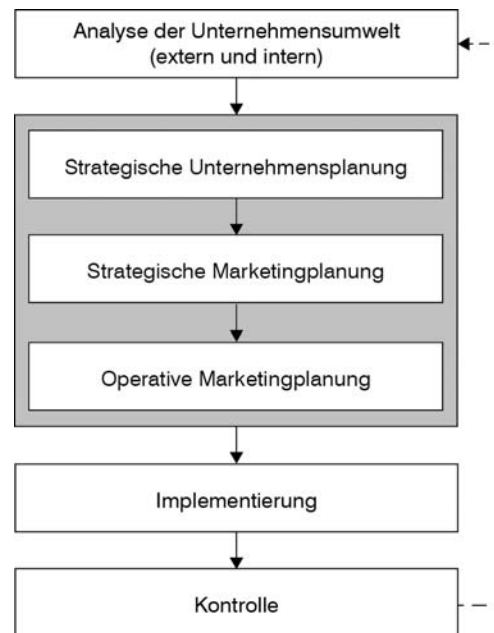 Analyse der Unternehmensumwelt
(extern und intern)
Strategische Unternehmensplanung
Strategische Marketingplanung
Operative Marketingplanung
Implementierung
Kontrolle